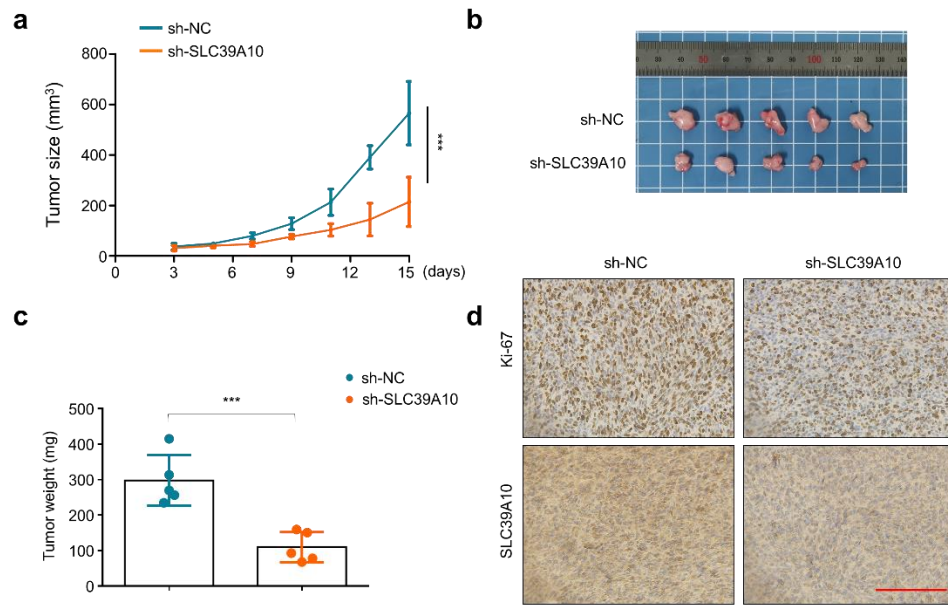 a
sh-NC
sh-SLC39A10
Tumor size (mm³)
800
600
400
200
0
0 3 6 9 12 15 (days)
***
b
sh-NC
sh-SLC39A10
100
c
sh-NC
sh-SLC39A10
Tumor weight (mg)
500
400
300
200
100
0
***
d
sh-NC sh-SLC39A10
Ki-67
SLC39A10